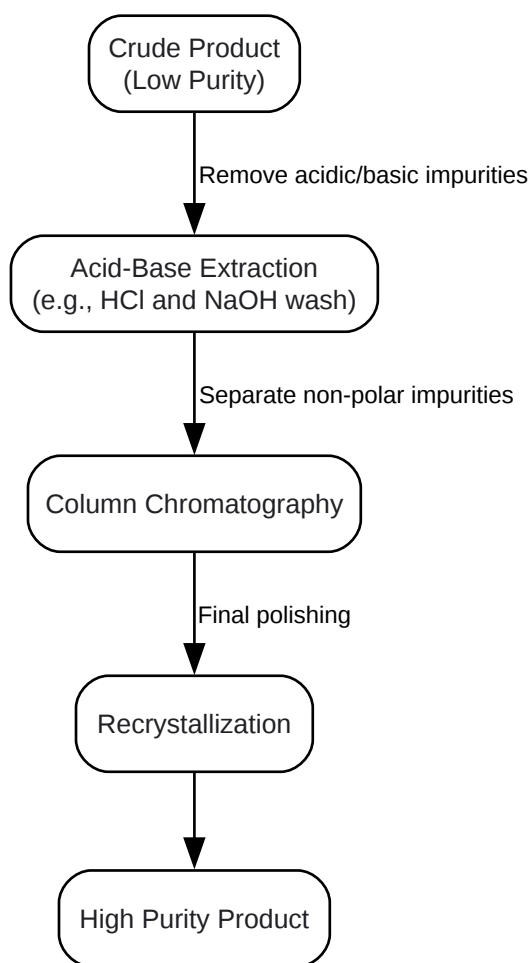 Crude Product
(Low Purity)
Remove acidic/basic impurities
Acid-Base Extraction
(e.g., HCl and NaOH wash)
Separate non-polar impurities
Column Chromatography
Final polishing
Recrystallization
High Purity Product